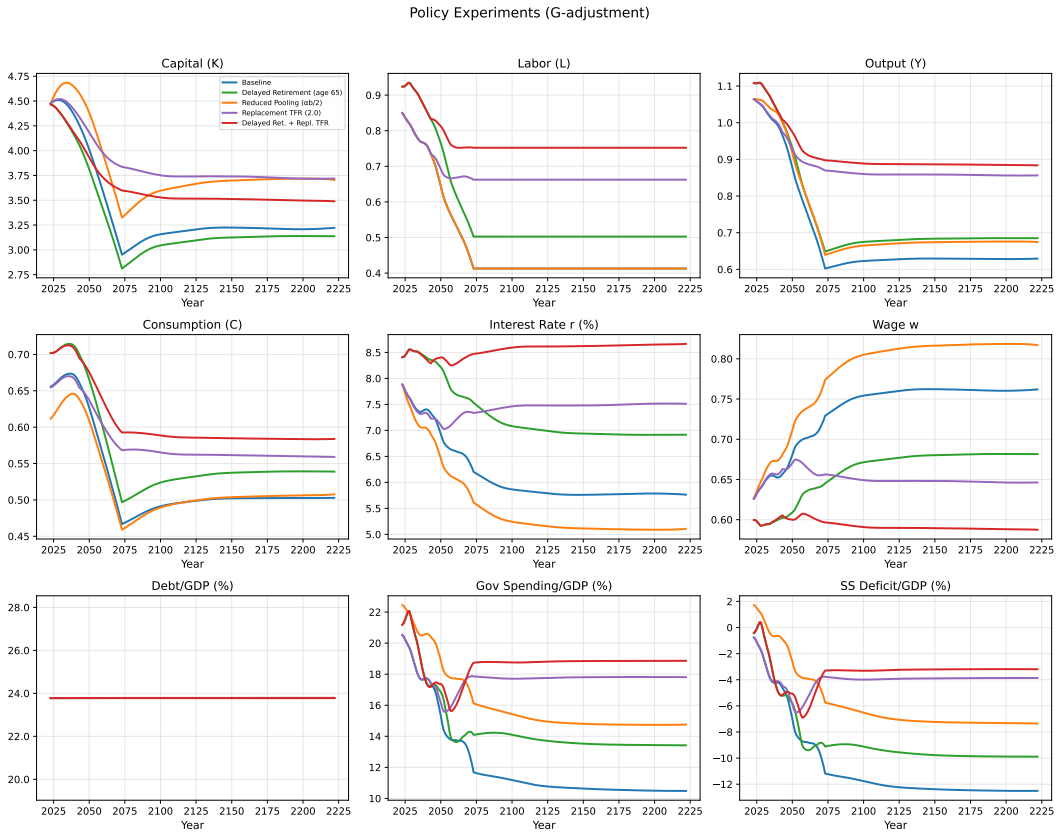 Policy Experiments (G-adjustment)
Capital (K)
4.75
4.50
4.25
4.00
3.75
3.50
3.25
3.00
2.75
Baseline
Delayed Retirement (age 65)
Reduced Pooling (αb/2)
Replacement TFR (2.0)
Delayed Ret. + Repl. TFR
2025 2050 2075 2100 2125 2150 2175 2200 2225
Year
Labor (L)
0.9
0.8
0.7
0.6
0.5
0.4
2025 2050 2075 2100 2125 2150 2175 2200 2225
Year
Output (Y)
1.1
1.0
0.9
0.8
0.7
0.6
2025 2050 2075 2100 2125 2150 2175 2200 2225
Year
Consumption (C)
0.70
0.65
0.60
0.55
0.50
0.45
2025 2050 2075 2100 2125 2150 2175 2200 2225
Year
Interest Rate r (%)
8.5
8.0
7.5
7.0
6.5
6.0
5.5
5.0
2025 2050 2075 2100 2125 2150 2175 2200 2225
Year
Wage w
0.80
0.75
0.70
0.65
0.60
2025 2050 2075 2100 2125 2150 2175 2200 2225
Year
Debt/GDP (%)
28.0
26.0
24.0
22.0
20.0
2025 2050 2075 2100 2125 2150 2175 2200 2225
Year
Gov Spending/GDP (%)
22
20
18
16
14
12
10
2025 2050 2075 2100 2125 2150 2175 2200 2225
Year
SS Deficit/GDP (%)
2
0
−2
−4
−6
−8
−10
−12
2025 2050 2075 2100 2125 2150 2175 2200 2225
Year